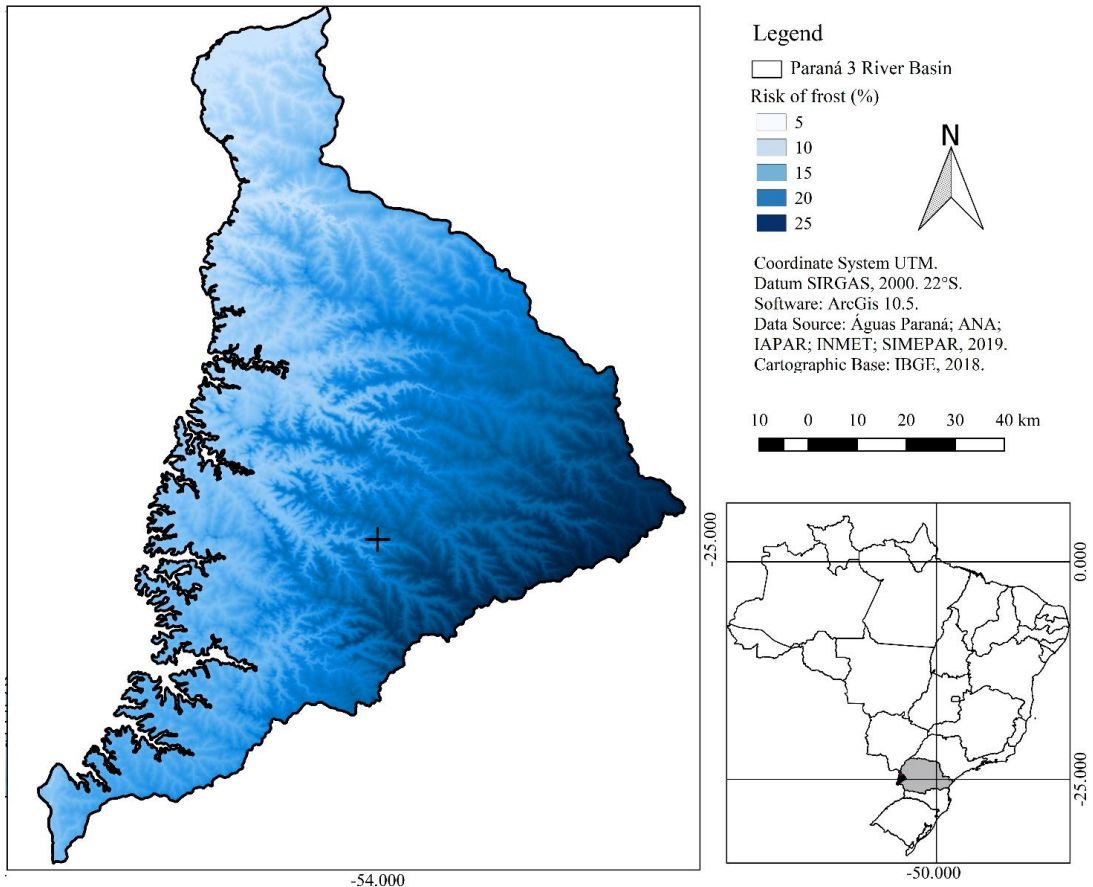 Legend
Paraná 3 River Basin
Risk of frost (%)
5
10
15
20
25
N
Coordinate System UTM.
Datum SIRGAS, 2000. 22°S.
Software: ArcGis 10.5.
Data Source: Águas Paraná; ANA;
IAPAR; INMET; SIMEPAR, 2019.
Cartographic Base: IBGE, 2018.
10 0 10 20 30 40 km
-25.000
0.000
-25.000
-50.000
-54.000